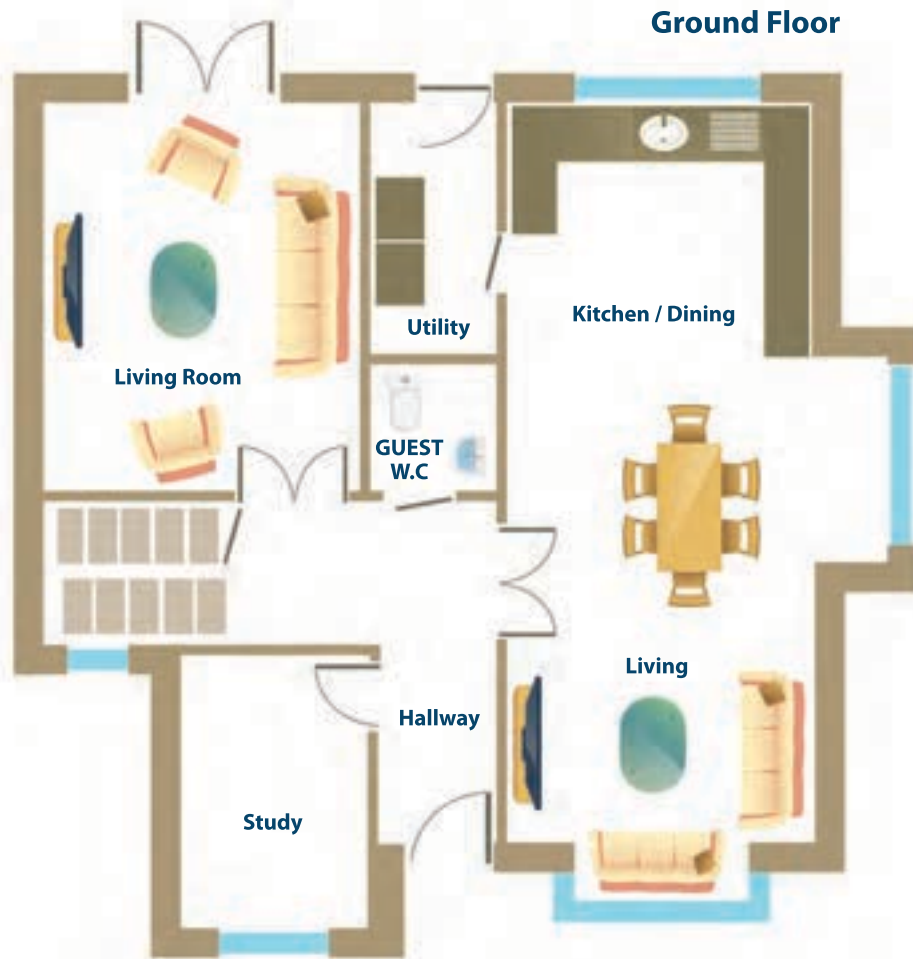 Ground Floor
Kitchen / Dining
Utility
Living Room
GUEST
W.C
Living
Hallway
Study